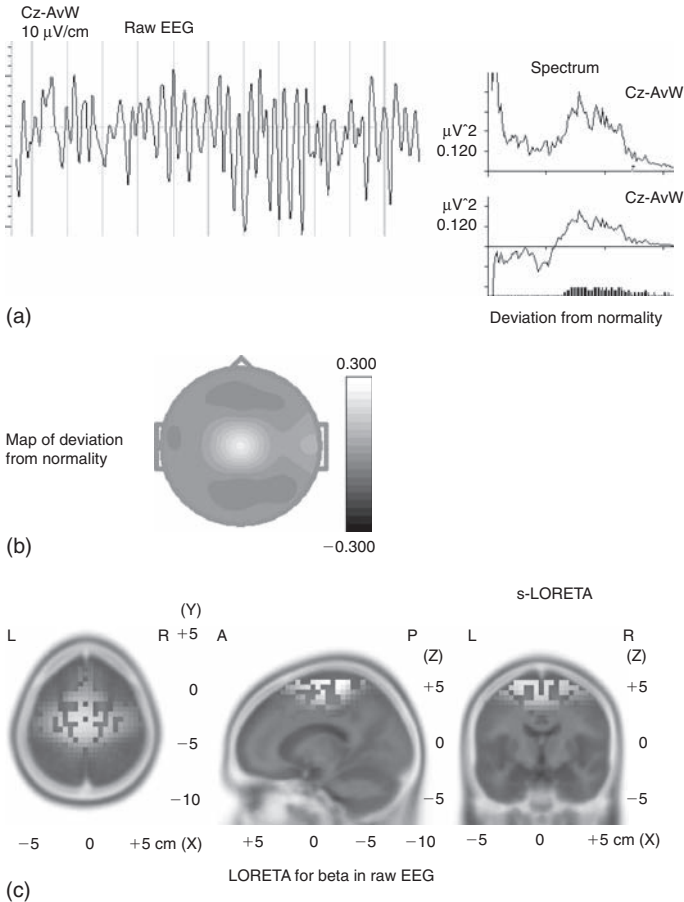 Cz-AvW
10 μV/cm
Raw EEG
Spectrum
Cz-AvW
μV^2
0.120
Cz-AvW
μV^2
0.120
(a)
Deviation from normality
0.300
Map of deviation
from normality
(b)
−0.300
s-LORETA
(Y)
L
R
+5
A
P
L
R
(Z)
(Z)
0
+5
+5
−5
0
0
−10
−5
−5
−5
0
+5 cm (X)
+5
0
−5
−10
−5
0
+5 cm (X)
LORETA for beta in raw EEG
(c)